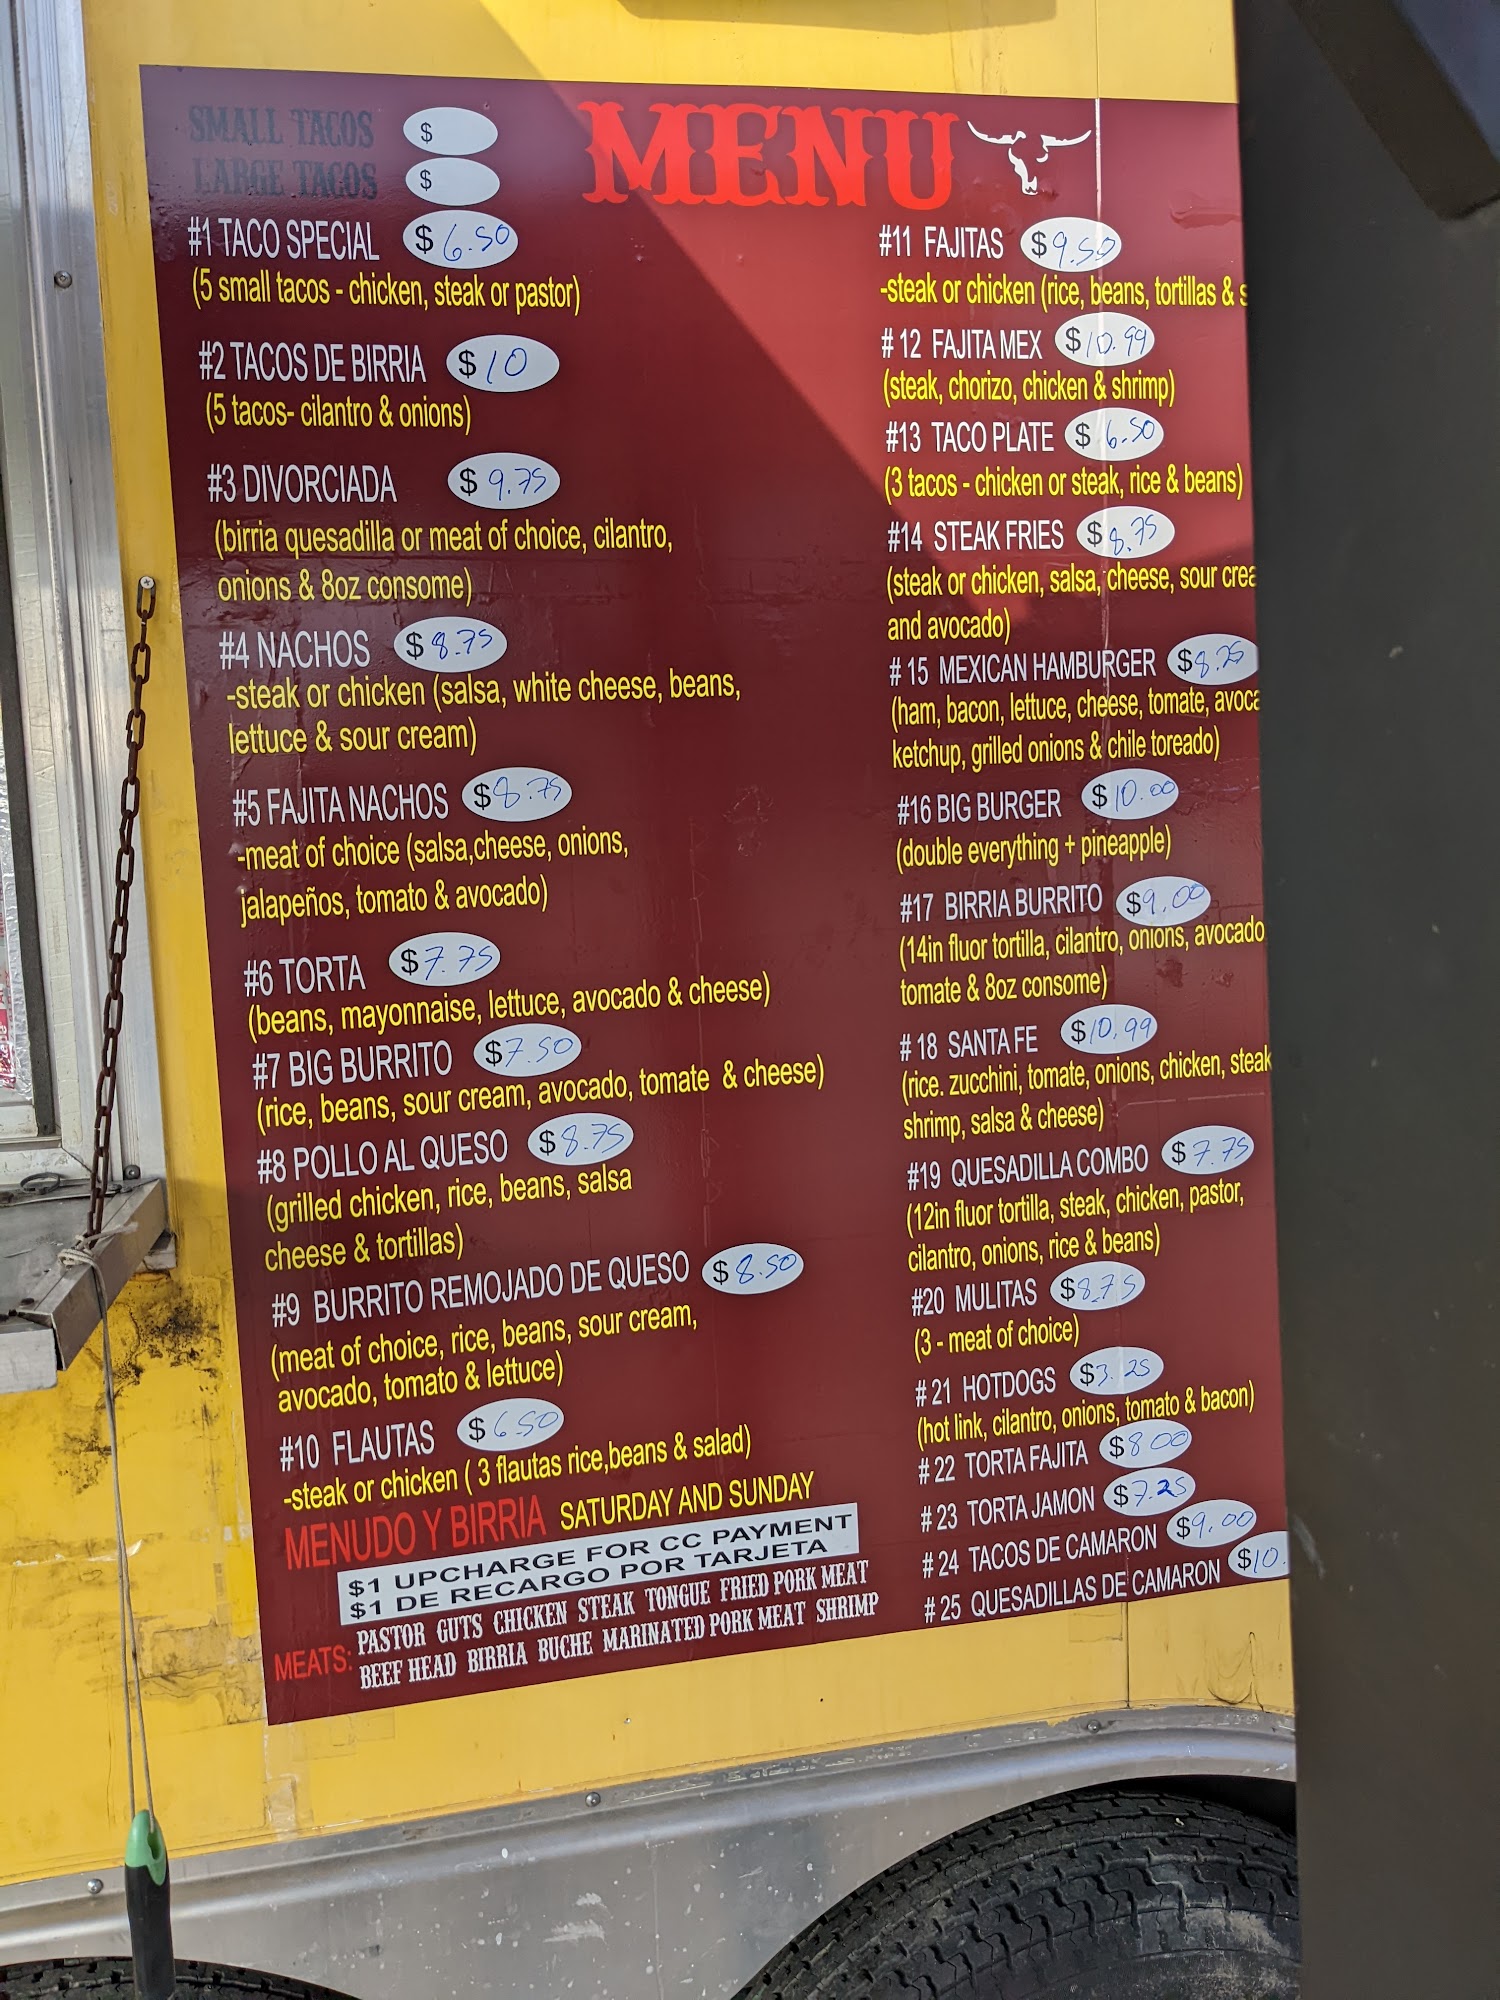 MENU
SMALL TACOS $
LARGE TACOS $
#1 TACO SPECIAL $ 6.50
(5 small tacos - chicken, steak or pastor)
#2 TACOS DE BIRRIA $ 10
(5 tacos- cilantro & onions)
#3 DIVORCIADA $ 9.75
(birria quesadilla or meat of choice, cilantro,
onions & 8oz consome)
#4 NACHOS $ 8.75
-steak or chicken (salsa, white cheese, beans,
lettuce & sour cream)
#5 FAJITA NACHOS $ 8.75
-meat of choice (salsa,cheese, onions,
jalapeños, tomato & avocado)
#6 TORTA $ 7.75
(beans, mayonnaise, lettuce, avocado & cheese)
#7 BIG BURRITO $ 7.50
(rice, beans, sour cream, avocado, tomate & cheese)
#8 POLLO AL QUESO $ 8.75
(grilled chicken, rice, beans, salsa
cheese & tortillas)
#9 BURRITO REMOJADO DE QUESO $ 8.50
(meat of choice, rice, beans, sour cream,
avocado, tomato & lettuce)
#10 FLAUTAS $ 6.50
-steak or chicken ( 3 flautas rice,beans & salad)
MENUDO Y BIRRIA SATURDAY AND SUNDAY
$1 UPCHARGE FOR CC PAYMENT
$1 DE RECARGO POR TARJETA
MEATS: PASTOR GUTS CHICKEN STEAK TONGUE FRIED PORK MEAT
BEEF HEAD BIRRIA BUCHE MARINATED PORK MEAT SHRIMP
#11 FAJITAS $ 9.50
-steak or chicken (rice, beans, tortillas & s
# 12 FAJITA MEX $ 10.99
(steak, chorizo, chicken & shrimp)
#13 TACO PLATE $ 6.50
(3 tacos - chicken or steak, rice & beans)
#14 STEAK FRIES $ 8.75
(steak or chicken, salsa, cheese, sour crea
and avocado)
# 15 MEXICAN HAMBURGER $ 8.25
(ham, bacon, lettuce, cheese, tomate, avoca
ketchup, grilled onions & chile toreado)
#16 BIG BURGER $ 10.00
(double everything + pineapple)
#17 BIRRIA BURRITO $ 9.00
(14in fluor tortilla, cilantro, onions, avocado
tomate & 8oz consome)
# 18 SANTA FE $ 10.99
(rice. zucchini, tomate, onions, chicken, steak
shrimp, salsa & cheese)
#19 QUESADILLA COMBO $ 7.75
(12in fluor tortilla, steak, chicken, pastor,
cilantro, onions, rice & beans)
#20 MULITAS $ 8.75
(3 - meat of choice)
# 21 HOTDOGS $ 3.25
(hot link, cilantro, onions, tomato & bacon)
# 22 TORTA FAJITA $ 8 00
# 23 TORTA JAMON $ 7.25
# 24 TACOS DE CAMARON $ 9.00
# 25 QUESADILLAS DE CAMARON $ 10.